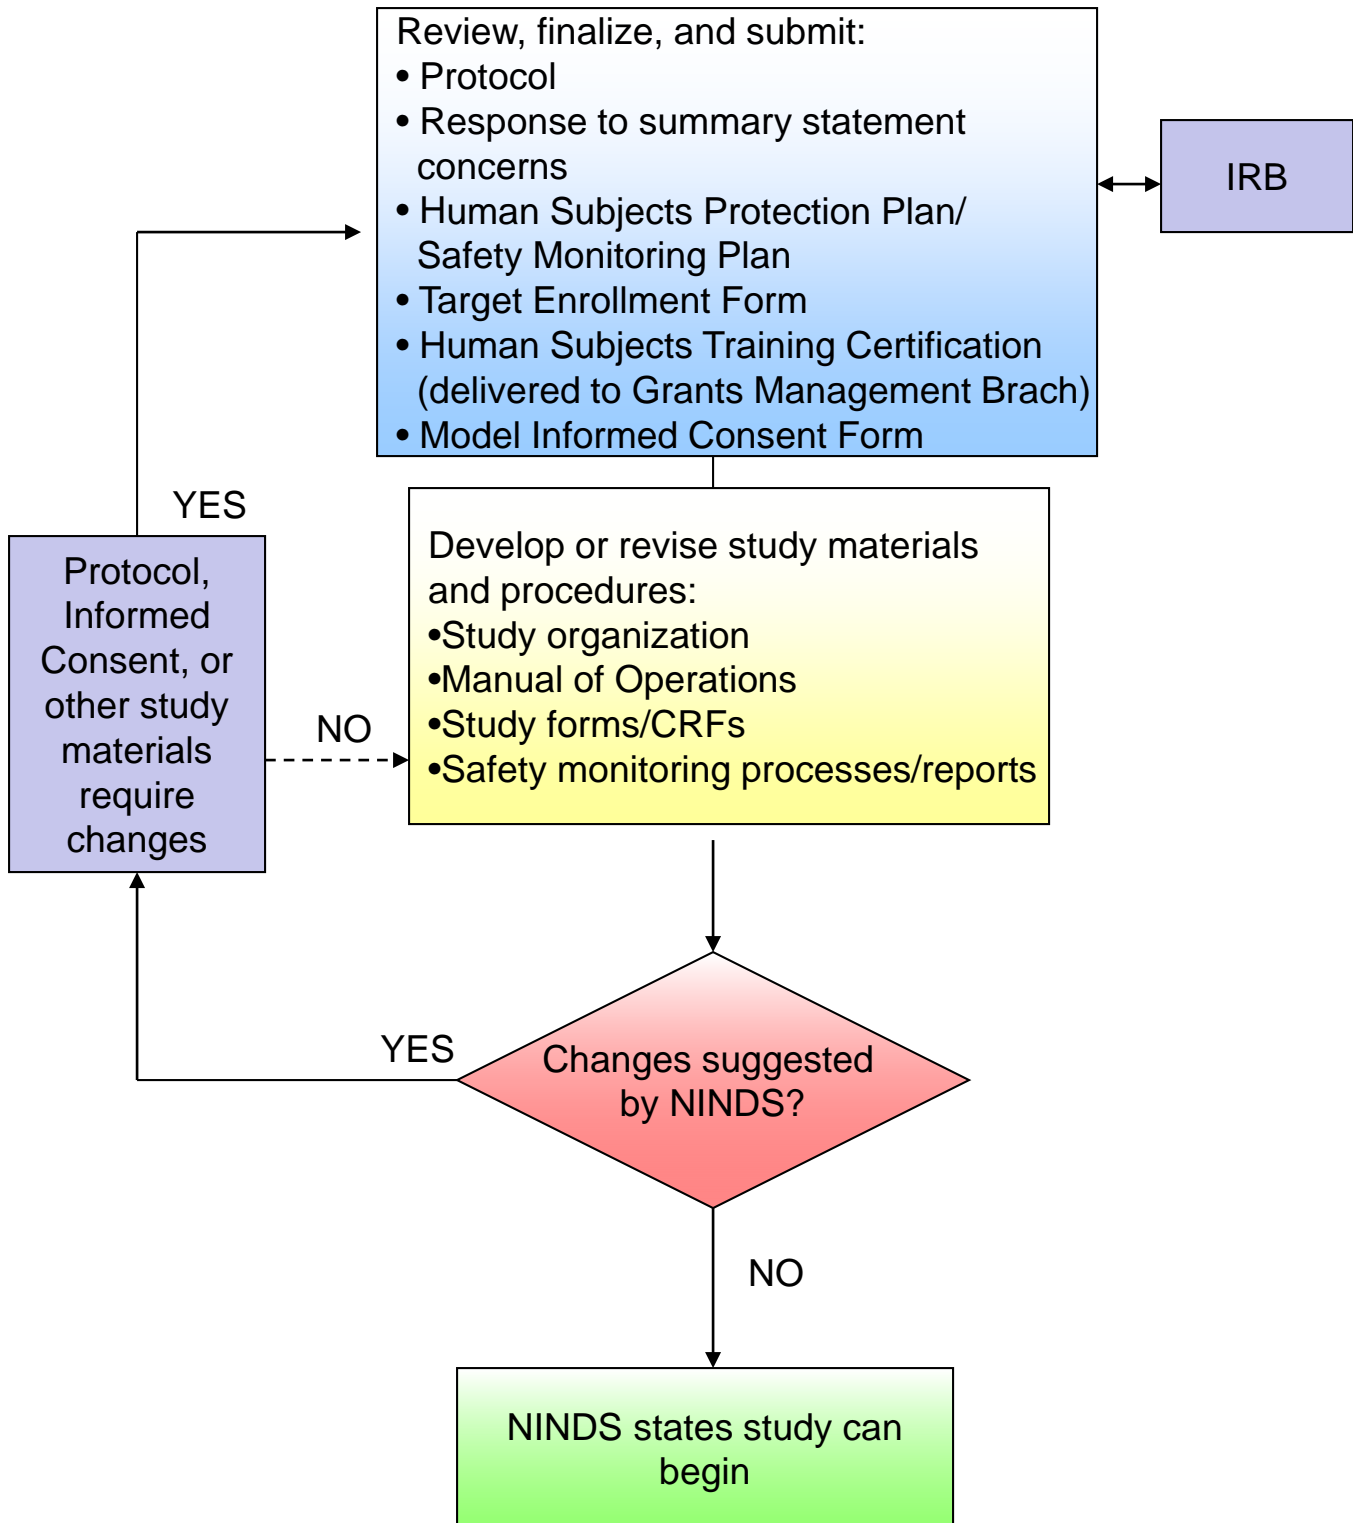 Review, finalize, and submit:
• Protocol
• Response to summary statement
concerns
• Human Subjects Protection Plan/
Safety Monitoring Plan
• Target Enrollment Form
• Human Subjects Training Certification
(delivered to Grants Management Brach)
• Model Informed Consent Form
IRB
YES
Protocol,
Informed
Consent, or
other study
materials
require
changes
NO
Develop or revise study materials
and procedures:
•Study organization
•Manual of Operations
•Study forms/CRFs
•Safety monitoring processes/reports
YES
Changes suggested
by NINDS?
NO
NINDS states study can
begin